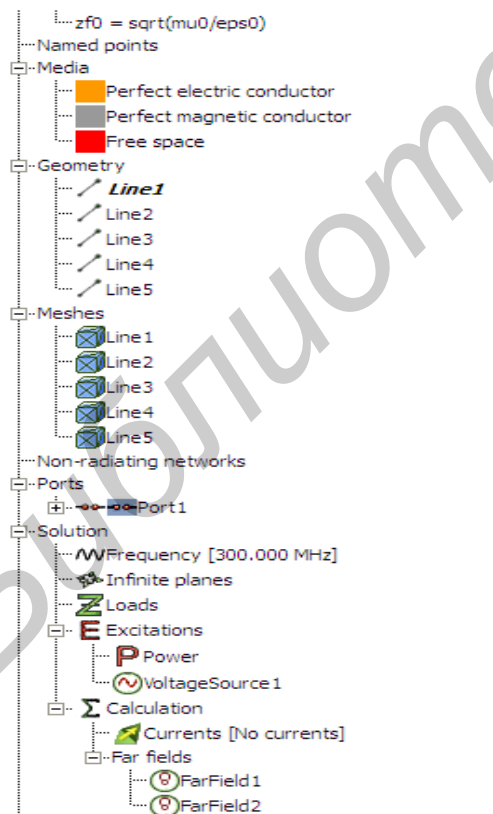 zf0 = sqrt(mu0/eps0)
Named points
Media
Perfect electric conductor
Perfect magnetic conductor
Free space
Geometry
Line1
Line2
Line3
Line4
Line5
Meshes
Line1
Line2
Line3
Line4
Line5
Non-radiating networks
Ports
Port1
Solution
Frequency [300.000 MHz]
Infinite planes
Loads
Excitations
Power
VoltageSource1
Calculation
Currents [No currents]
Far fields
FarField1
FarField2